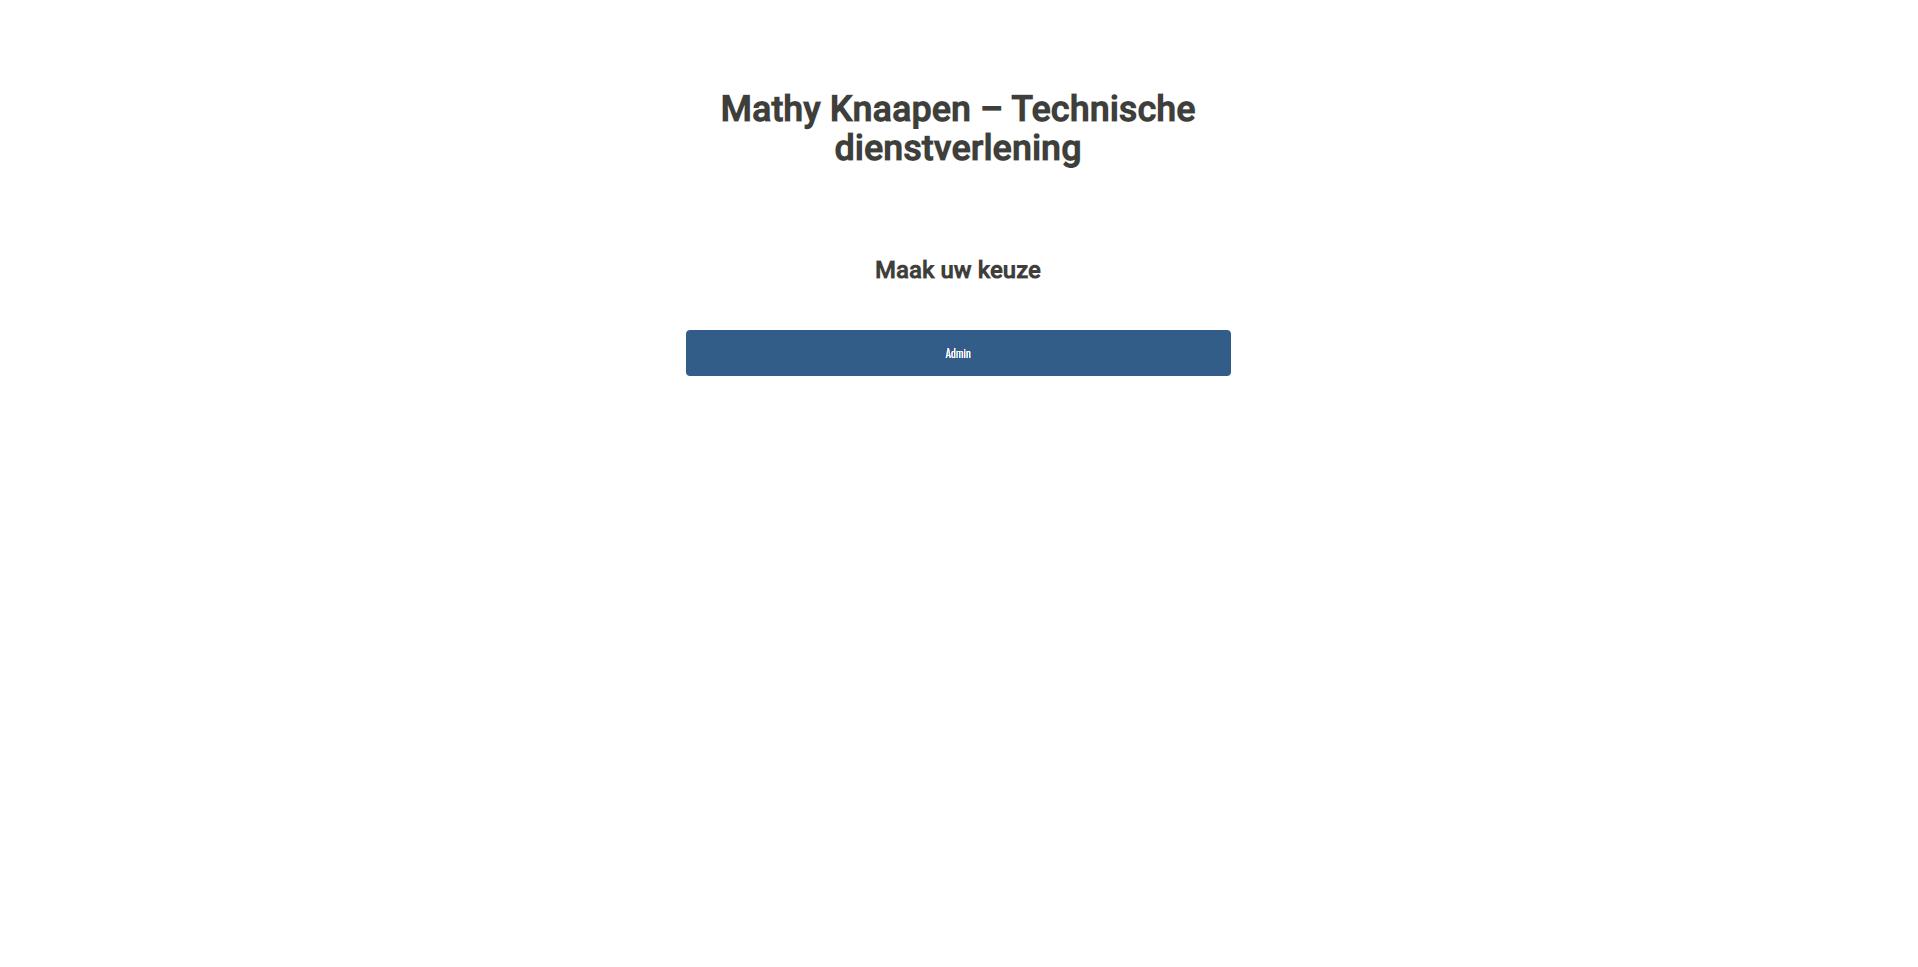 Mathy Knaapen – Technische
dienstverlening
Maak uw keuze
Admin